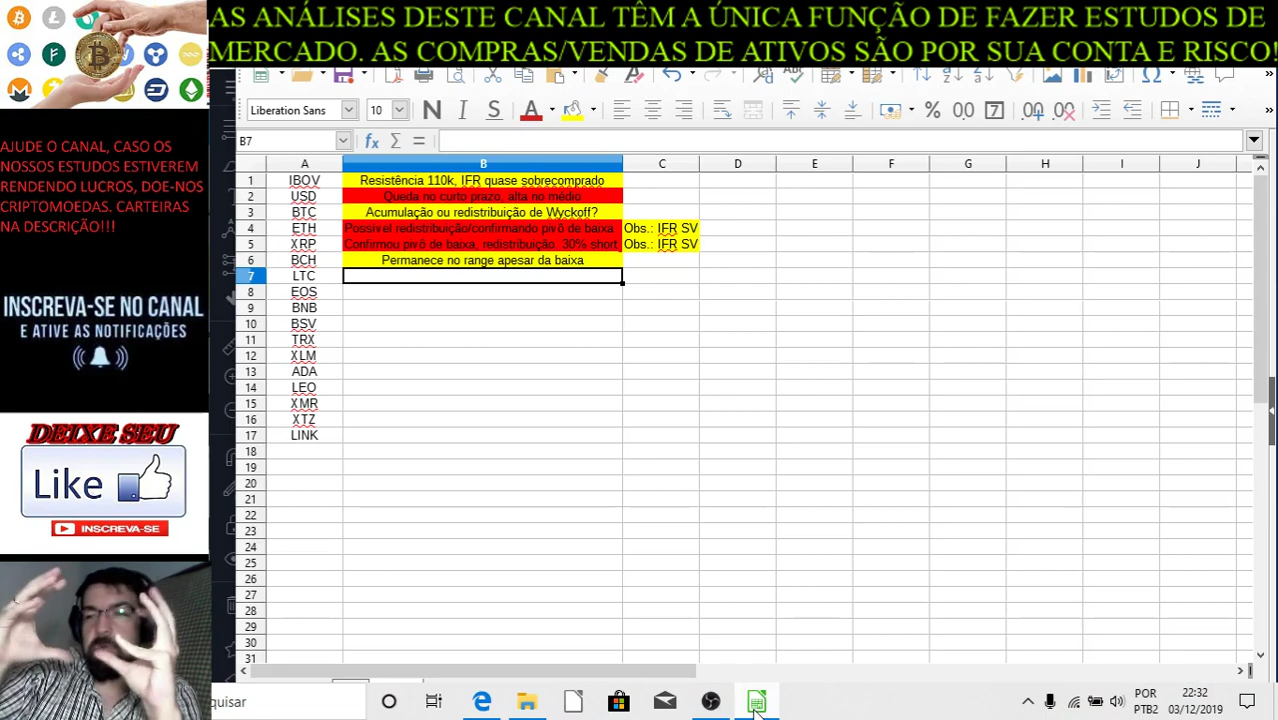 AS ANÁLISES DESTE CANAL TÊM A ÚNICA FUNÇÃO DE FAZER ESTUDOS DE
MERCADO. AS COMPRAS/VENDAS DE ATIVOS SÃO POR SUA CONTA E RISCO!
AJUDE O CANAL, CASO OS
NOSSOS ESTUDOS ESTIVEREM
RENDENDO LUCROS, DOE-NOS
CRIPTOMOEDAS. CARTEIRAS
NA DESCRIÇÃO!!!
INSCREVA-SE NO CANAL
E ATIVE AS NOTIFICAÇÕES
DEIXE SEU
Like
INSCREVA-SE
Liberation Sans
10
N I S
B7
A B C D E F G H I J
1 IBOV Resistência 110k, IFR quase sobrecomprado
2 USD Queda no curto prazo, alta no médio
3 BTC Acumulação ou redistribuição de Wyckoff?
4 ETH Possivel redistribuição/confirmando pivô de baixa Obs.: IFR SV
5 XRP Confirmou pivô de baixa, redistribuição. 30% short Obs.: IFR SV
6 BCH Permanece no range apesar da baixa
7 LTC
8 EOS
9 BNB
10 BSV
11 TRX
12 XLM
13 ADA
14 LEO
15 XMR
16 XTZ
17 LINK
18
19
20
21
22
23
24
25
26
27
28
29
30
31
quisar
POR
PTB2
22:32
03/12/2019